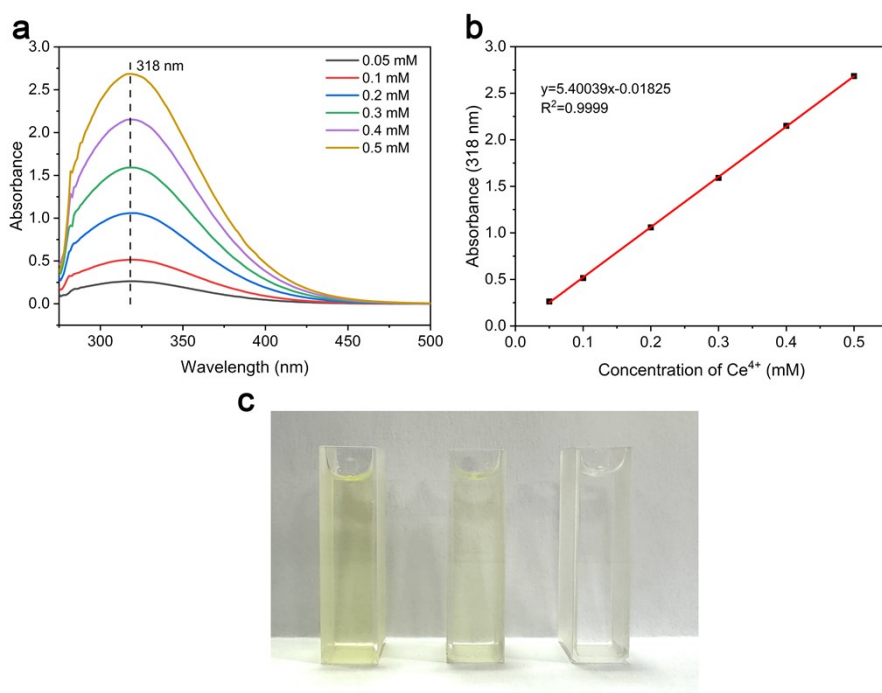 a
3.0
2.5
2.0
1.5
1.0
0.5
0.0
Absorbance
318 nm
0.05 mM
0.1 mM
0.2 mM
0.3 mM
0.4 mM
0.5 mM
300 350 400 450 500
Wavelength (nm)
b
3.0
2.5
2.0
1.5
1.0
0.5
0.0
Absorbance (318 nm)
y=5.40039x-0.01825
R²=0.9999
0.0 0.1 0.2 0.3 0.4 0.5
Concentration of Ce⁴⁺ (mM)
c